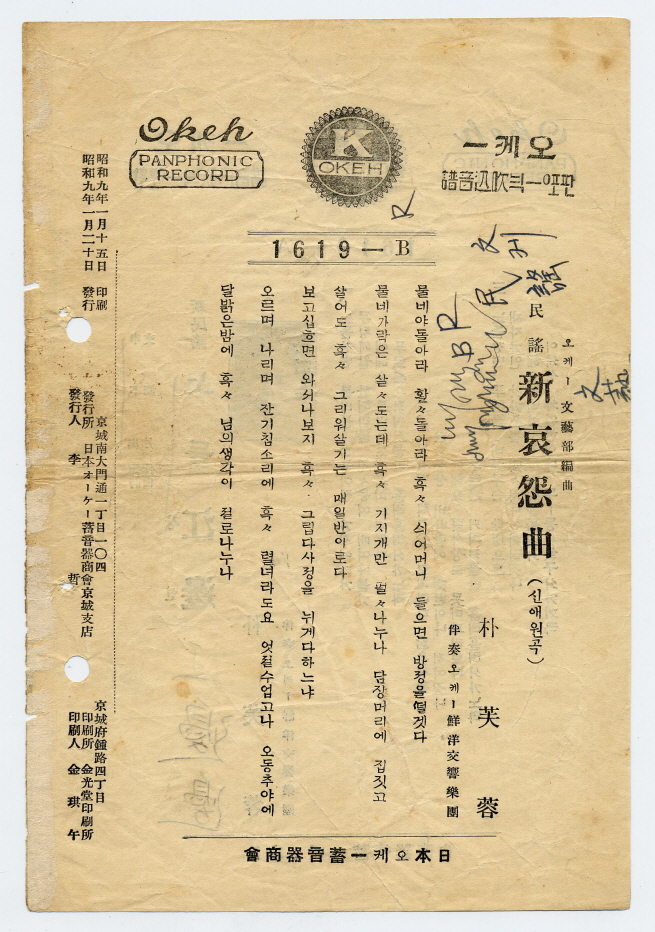 Okeh
PANPHONIC
RECORD
K
OKEH
오케ー
1619—B
民謠
오케ー文藝部編曲
新哀怨曲(신애원곡)
朴芙蓉
伴奏오케ー鮮洋交響樂團
물네야돌아라 활々돌아라 흑々 싀어머니 들으면 방정을떨겟다
물네가락은 살々도는데 흑々 기지개만 절々나누나 담장머리에 집짓고
살어도 흑々 그리워살기는 매일반이로다
보고십흐면 와서나보지 흑々 그럽다사정을 뉘게다하느냐
오르며 나리며 잔기침소리에 흑々 렬녀라도요 엇절수업고나 오동추야에
달밝은밤에 흑々 님의생각이 절로나누나
昭和九年一月十五日 印刷
昭和九年一月二十日 發行
京城南大門通一丁目一〇四
發行所 日本オーケー蓄音器商會京城支店
發行人 李 哲
京城府鍾路四丁目
印刷所 金光堂印刷所
印刷人 金琪午
日本오케ー蓄音器商會